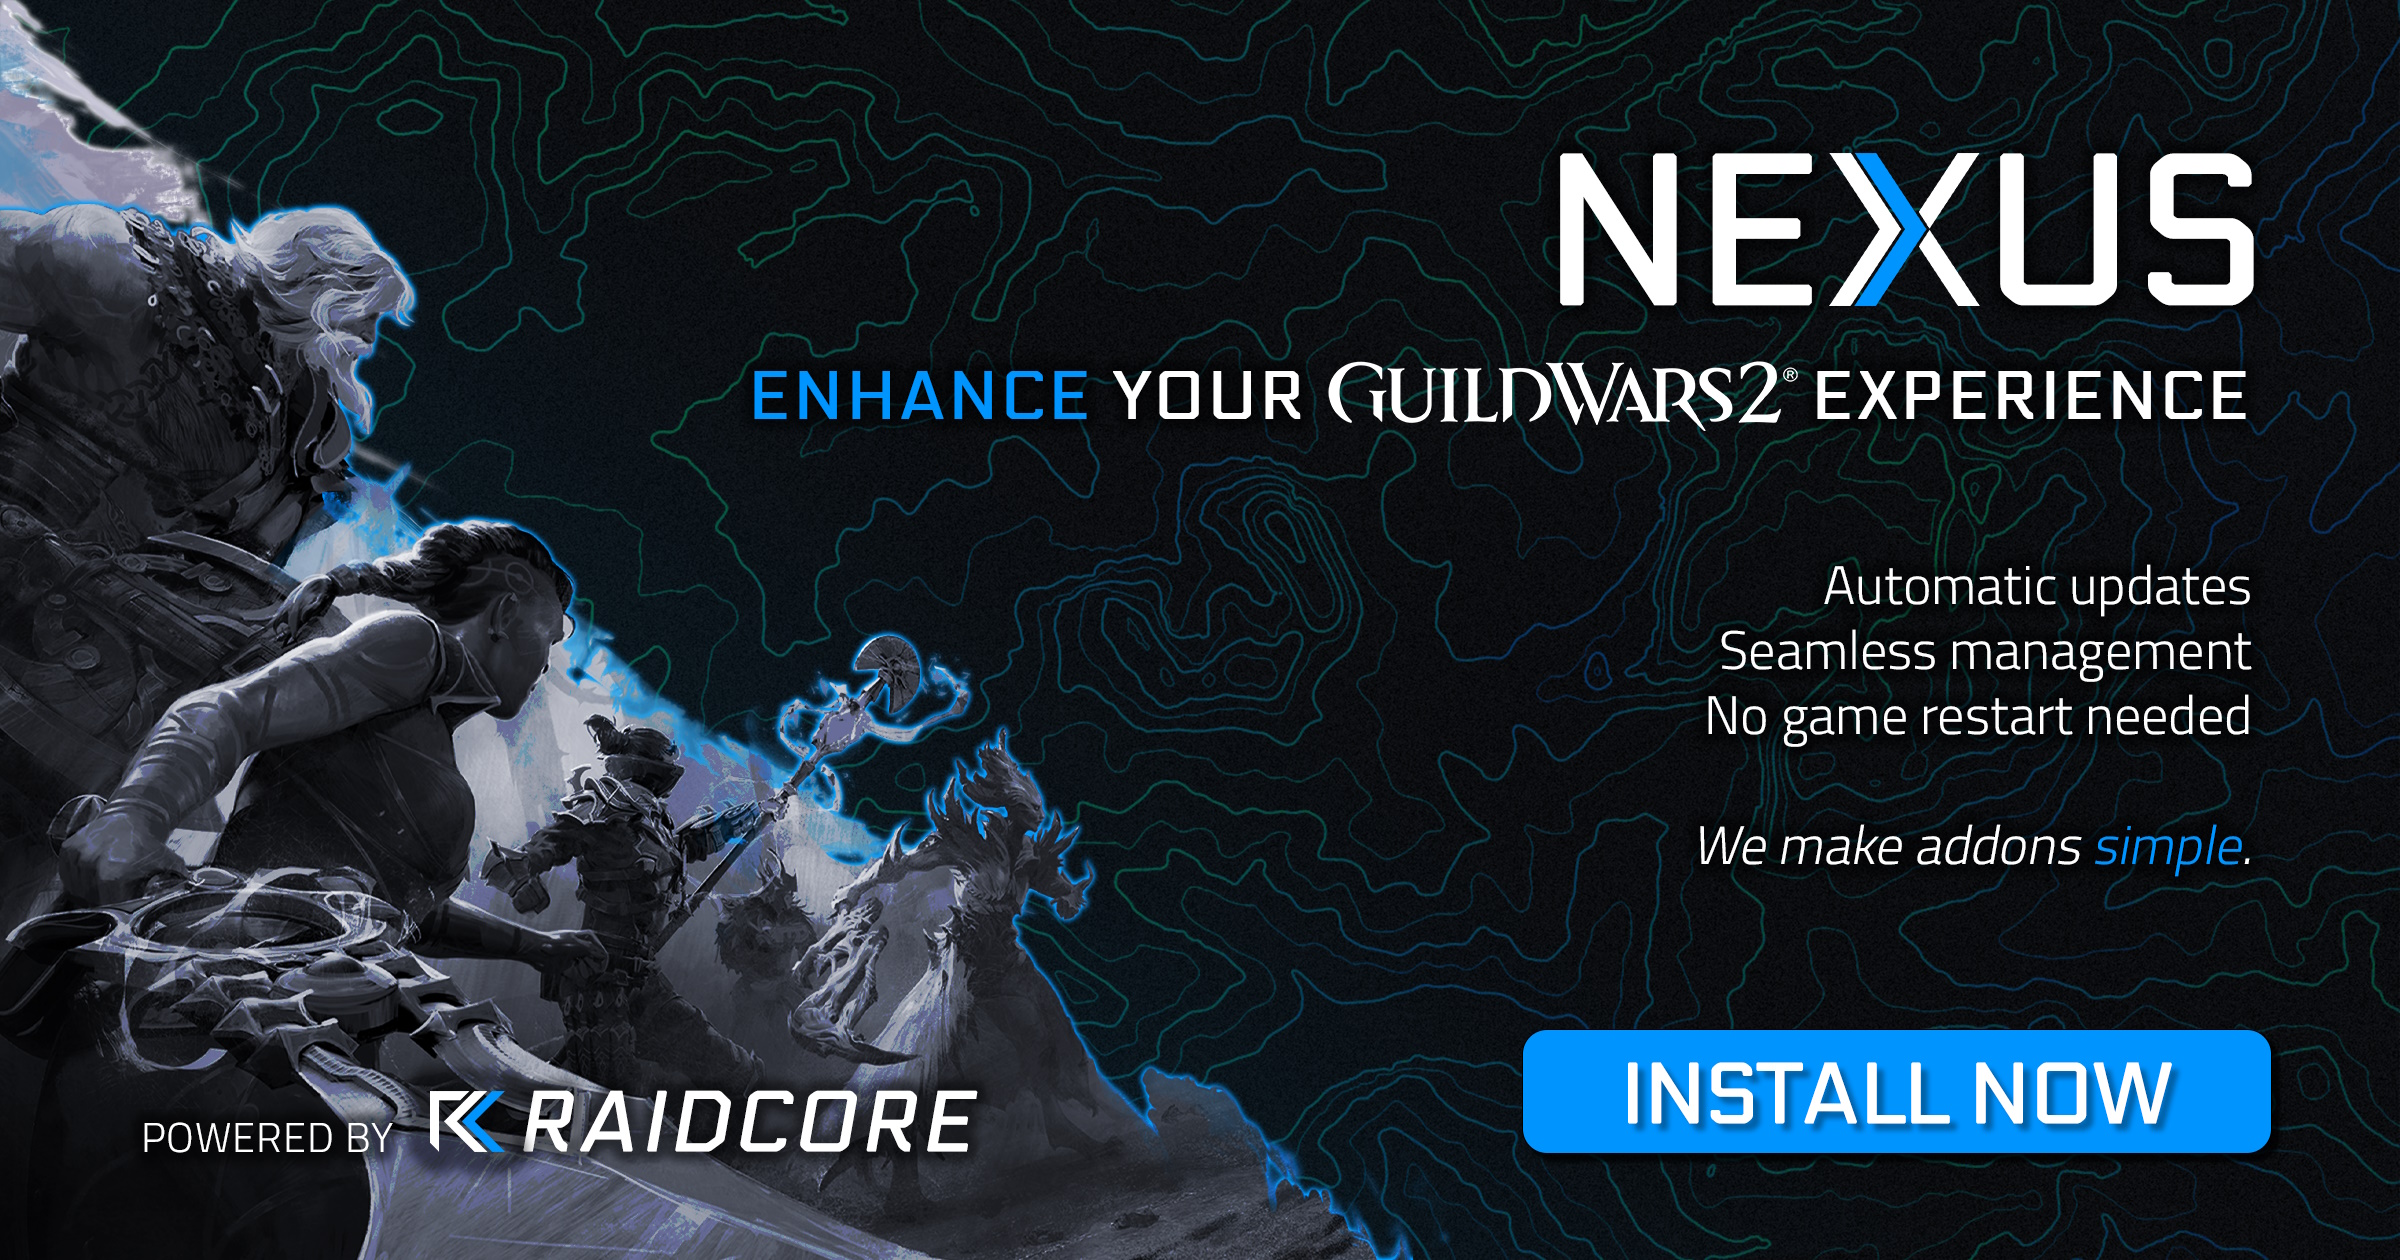 NEXUS
ENHANCE YOUR GUILDWARS2® EXPERIENCE
Automatic updates
Seamless management
No game restart needed
We make addons simple.
INSTALL NOW
POWERED BY RAIDCORE